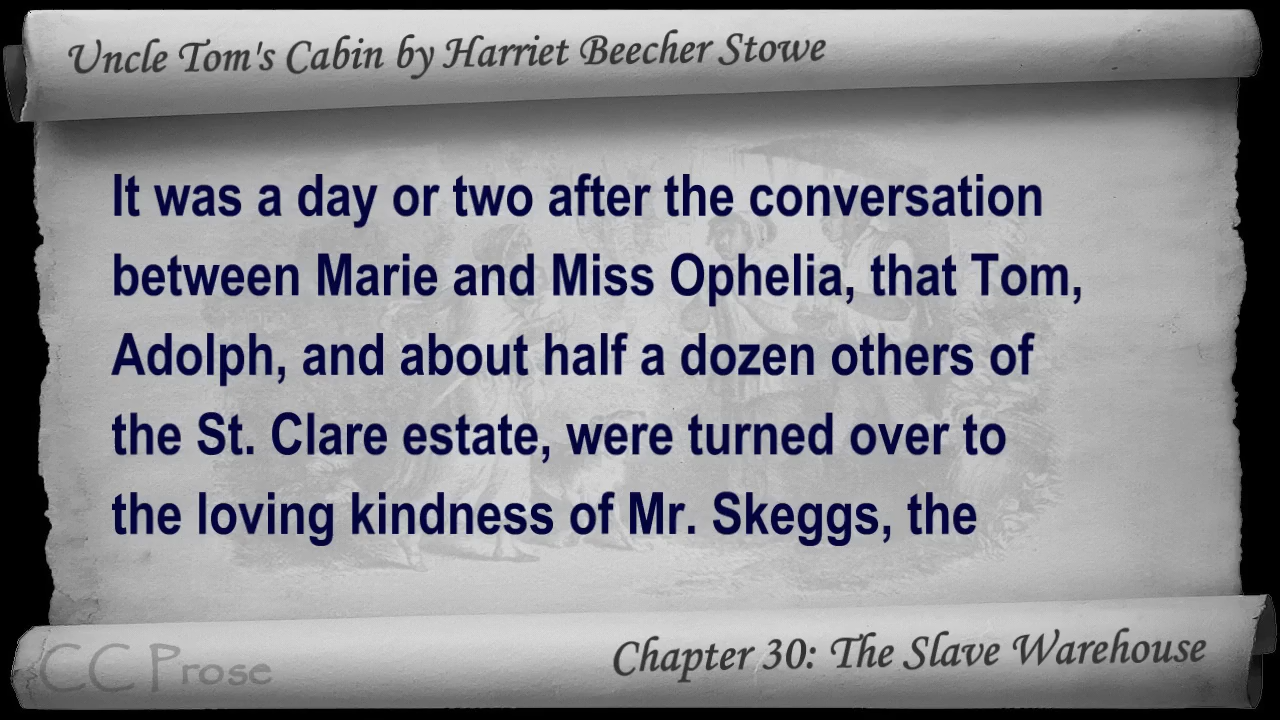 Uncle Tom's Cabin by Harriet Beecher Stowe
It was a day or two after the conversation
between Marie and Miss Ophelia, that Tom,
Adolph, and about half a dozen others of
the St. Clare estate, were turned over to
the loving kindness of Mr. Skeggs, the
CC Prose
Chapter 30: The Slave Warehouse